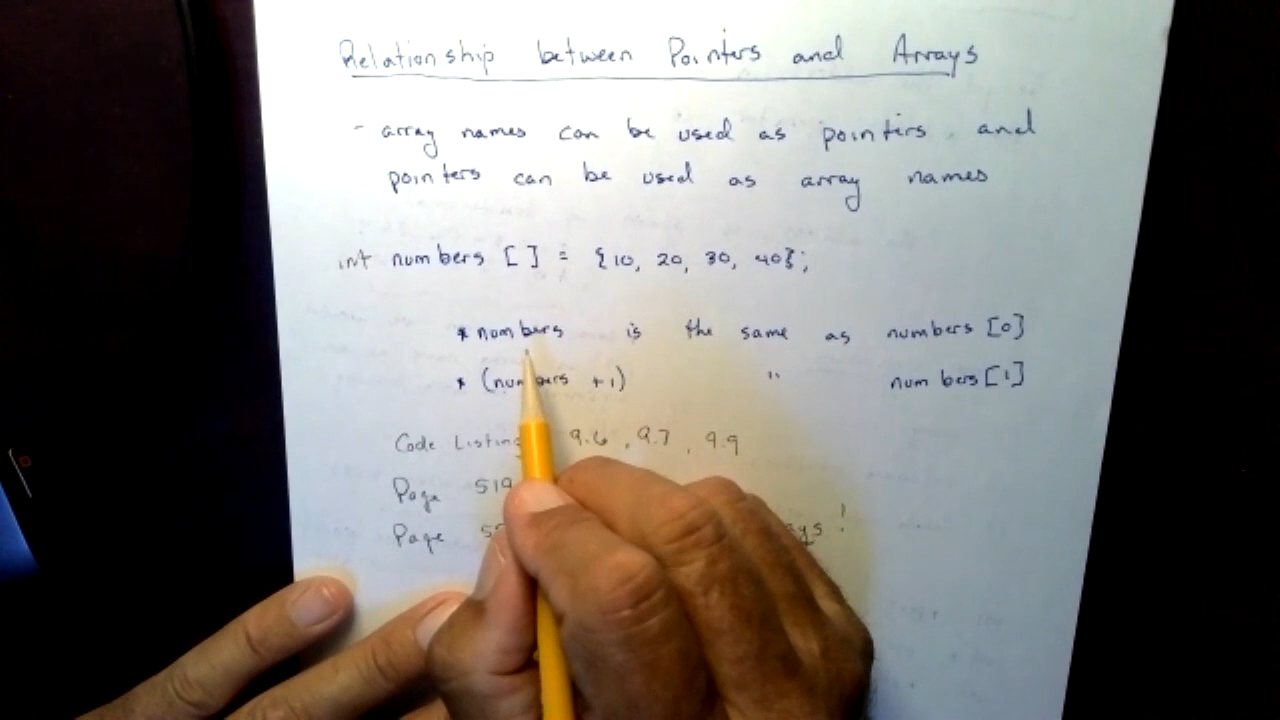 Relationship between Pointers and Arrays
- array names can be used as pointers and
pointers can be used as array names
int numbers [ ] = {10, 20, 30, 40};
* numbers is the same as numbers [0]
* (numbers + 1) " numbers [1]
Code Listing 9.6, 9.7, 9.9
Page 519
Page !